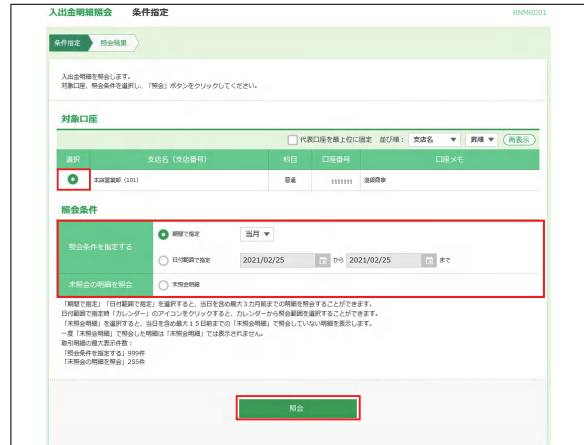 入出金明細照会　条件指定　BNMR001
条件指定　照会結果
入出金明細を照会します。
対象口座、照会条件を選択し、「照会」ボタンをクリックしてください。
対象口座
代表口座を最上位に固定　並び順：　支店名　昇順　再表示
選択　支店名（支店番号）　科目　口座番号　口座メモ
本店営業部（101）　普通　1111111
照会条件
照会条件を指定する
期間で指定　当月
日付範囲で指定　2021/02/25　から　2021/02/25　まで
未照会の明細を照会　未照会明細
「期間で指定」「日付範囲で指定」を選択すると、当日を含め最大３カ月前までの明細を照会することができます。
日付範囲で指定時「カレンダー」のアイコンをクリックすると、カレンダーから照会範囲を選択することができます。
「未照会明細」を選択すると、当日を含め最大１５日前までの「未照会明細」で照会していない明細を表示します。
一度「未照会明細」で照会した明細は「未照会明細」では表示されません。
取引明細の最大表示件数：
「照会条件を指定する」999件
「未照会の明細を照会」255件
照会